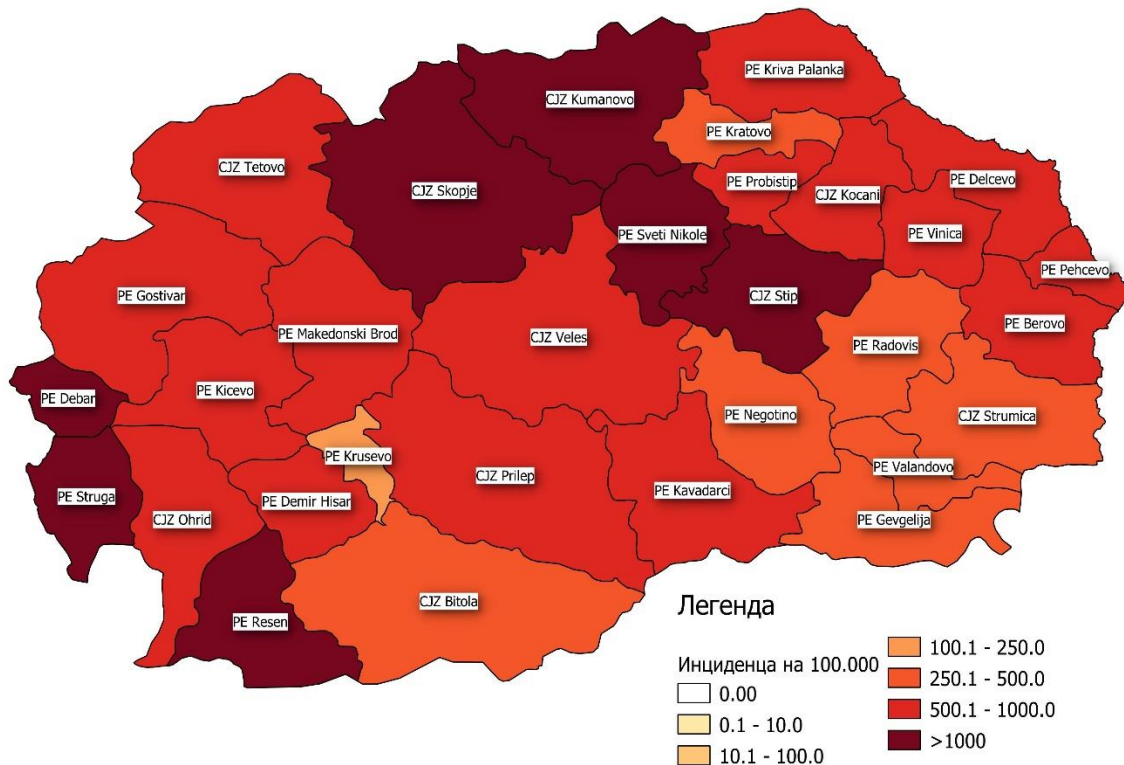 PE Kriva Palanka
CJZ Kumanovo
PE Kratovo
CJZ Tetovo
PE Probistip
PE Delcevo
CJZ Skopje
CJZ Kocani
PE Sveti Nikole
PE Vinica
PE Pehcevo
PE Gostivar
CJZ Stip
PE Makedonski Brod
CJZ Veles
PE Berovo
PE Radovis
PE Debar
PE Kicevo
PE Negotino
CJZ Strumica
PE Krusevo
PE Valandovo
CJZ Prilep
PE Kavadarci
PE Struga
PE Demir Hisar
CJZ Ohrid
PE Gevgelija
CJZ Bitola
PE Resen
Легенда
Инциденца на 100.000
0.00
0.1 - 10.0
10.1 - 100.0
100.1 - 250.0
250.1 - 500.0
500.1 - 1000.0
>1000